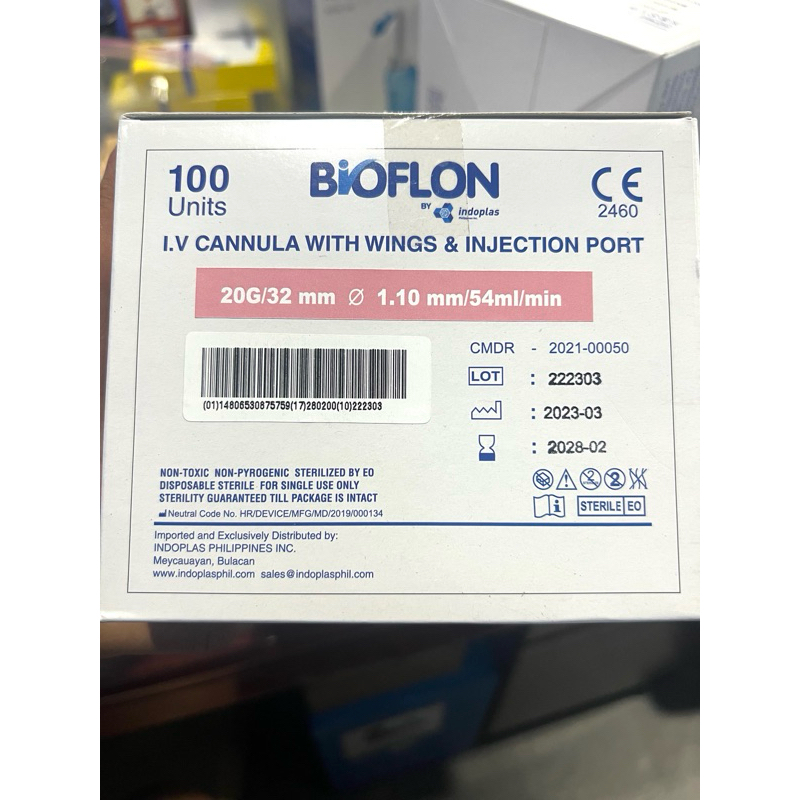 100
Units
BiOFLON
BY indoplas
CE
2460
I.V CANNULA WITH WINGS & INJECTION PORT
20G/32 mm Ø 1.10 mm/54ml/min
(01)14806530875759(17)280200(10)222303
CMDR - 2021-00050
LOT : 222303
: 2023-03
: 2028-02
NON-TOXIC NON-PYROGENIC STERILIZED BY EO
DISPOSABLE STERILE FOR SINGLE USE ONLY
STERILITY GUARANTEED TILL PACKAGE IS INTACT
Neutral Code No. HR/DEVICE/MFG/MD/2019/000134
2 2
i STERILE EO
Imported and Exclusively Distributed by:
INDOPLAS PHILIPPINES INC.
Meycauayan, Bulacan
www.indoplasphil.com sales@indoplasphil.com